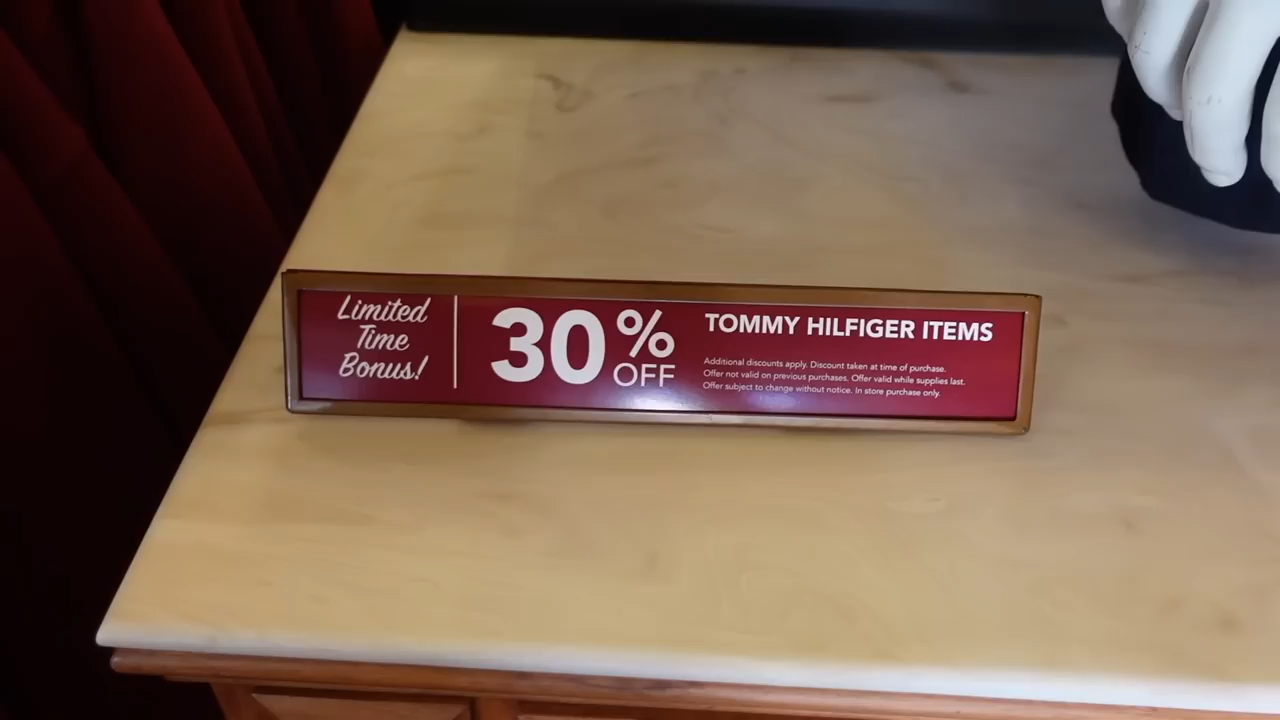 Limited
Time
Bonus!
30%
OFF
TOMMY HILFIGER ITEMS
Additional discounts apply. Discount taken at time of purchase.
Offer not valid on previous purchases. Offer valid while supplies last.
Offer subject to change without notice. In store purchase only.